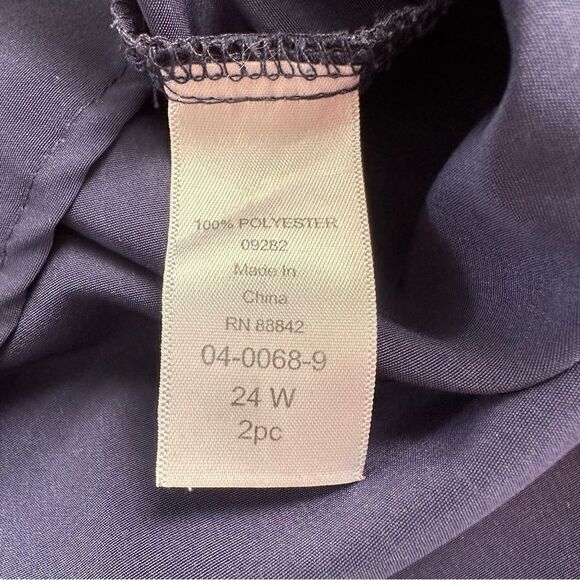 100% POLYESTER
09282
Made In
China
RN 88842
04-0068-9
24 W
2pc